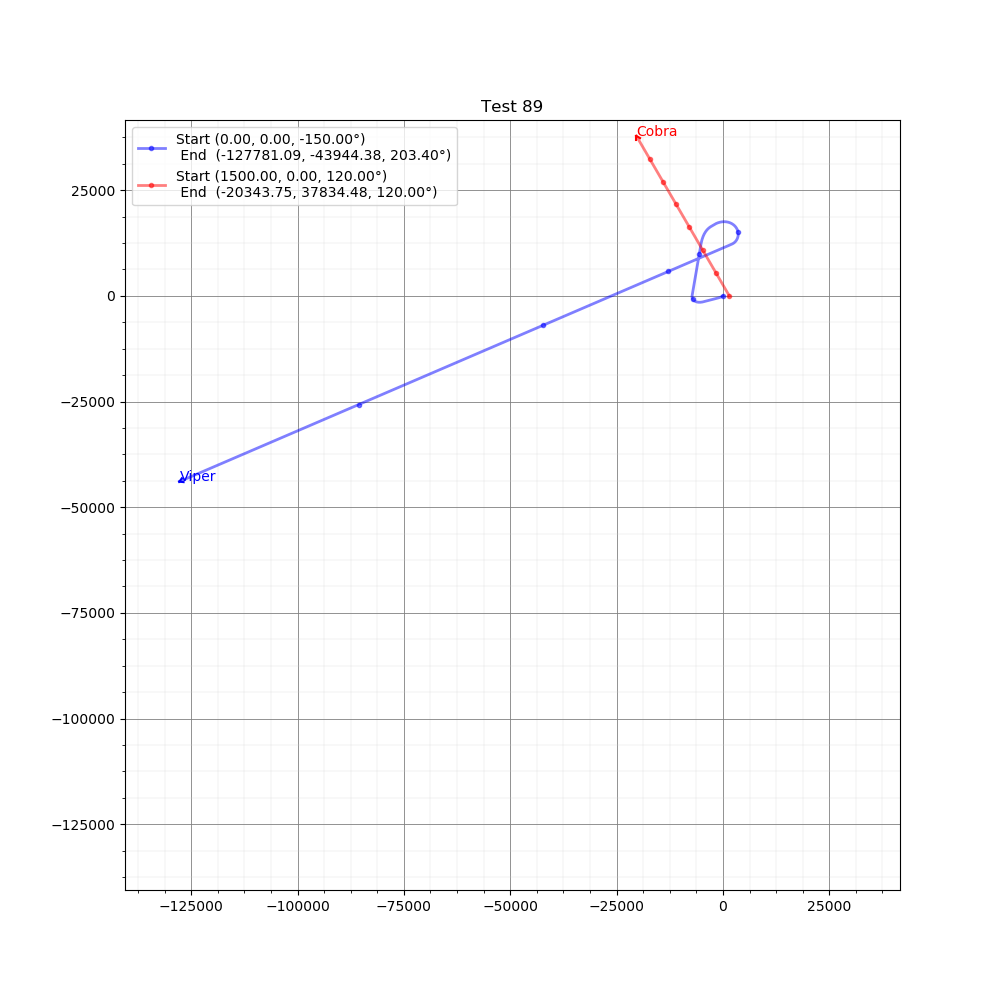 Test 89
Start (0.00, 0.00, -150.00°)
End (-127781.09, -43944.38, 203.40°)
Start (1500.00, 0.00, 120.00°)
End (-20343.75, 37834.48, 120.00°)
Cobra
Viper
25000
0
−25000
−50000
−75000
−100000
−125000
−125000
−100000
−75000
−50000
−25000
0
25000